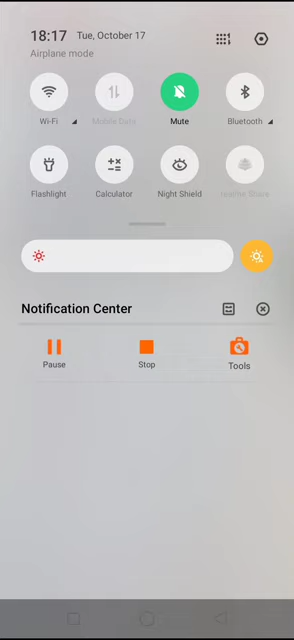 18:17 Tue, October 17
Airplane mode
Wi-Fi Mobile Data Mute Bluetooth
Flashlight Calculator Night Shield realme Share
Notification Center
Pause Stop Tools